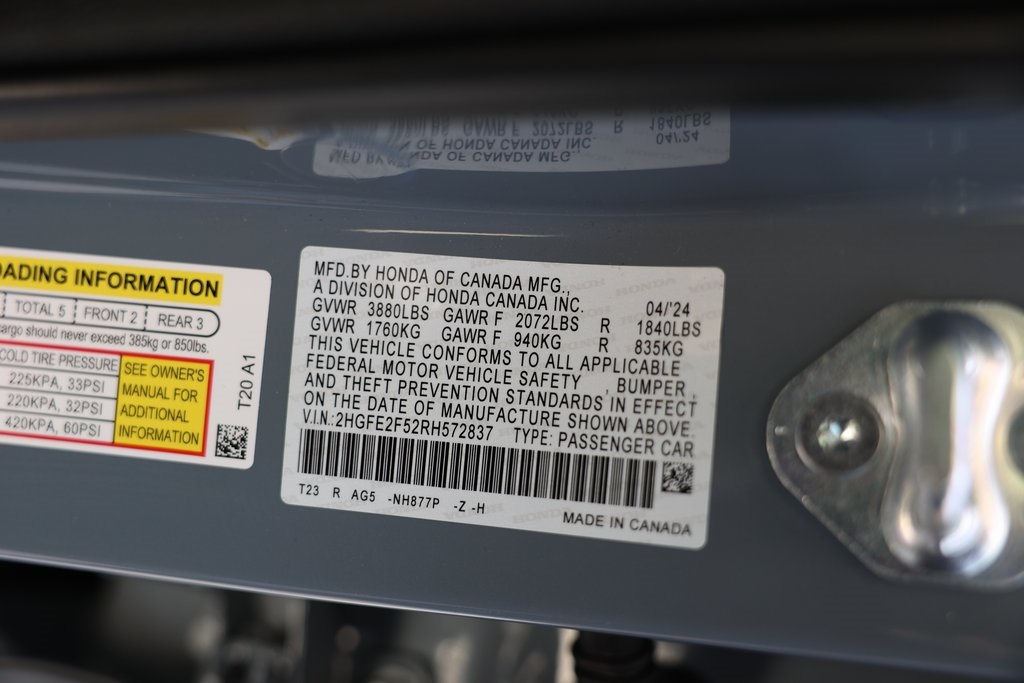 OADING INFORMATION
TOTAL 5 FRONT 2 REAR 3
cargo should never exceed 385kg or 850lbs.
COLD TIRE PRESSURE
225KPA, 33PSI
220KPA, 32PSI
420KPA, 60PSI
SEE OWNER'S
MANUAL FOR
ADDITIONAL
INFORMATION
T20 A1
MFD.BY HONDA OF CANADA MFG.,
A DIVISION OF HONDA CANADA INC. 04/'24
GVWR 3880LBS GAWR F 2072LBS R 1840LBS
GVWR 1760KG GAWR F 940KG R 835KG
THIS VEHICLE CONFORMS TO ALL APPLICABLE
FEDERAL MOTOR VEHICLE SAFETY , BUMPER ,
AND THEFT PREVENTION STANDARDS IN EFFECT
ON THE DATE OF MANUFACTURE SHOWN ABOVE.
V.I.N.:2HGFE2F52RH572837 TYPE: PASSENGER CAR
T23 R AG5 -NH877P -Z -H
MADE IN CANADA